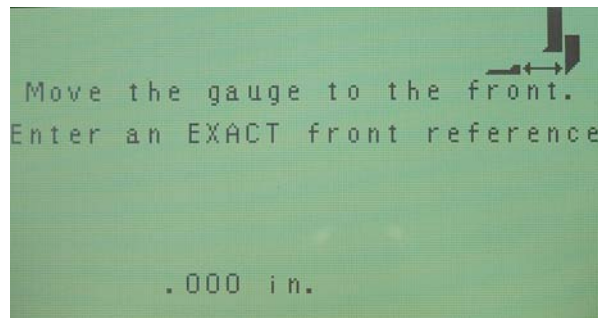 Move the gauge to the front.
Enter an EXACT front reference
.000 in.